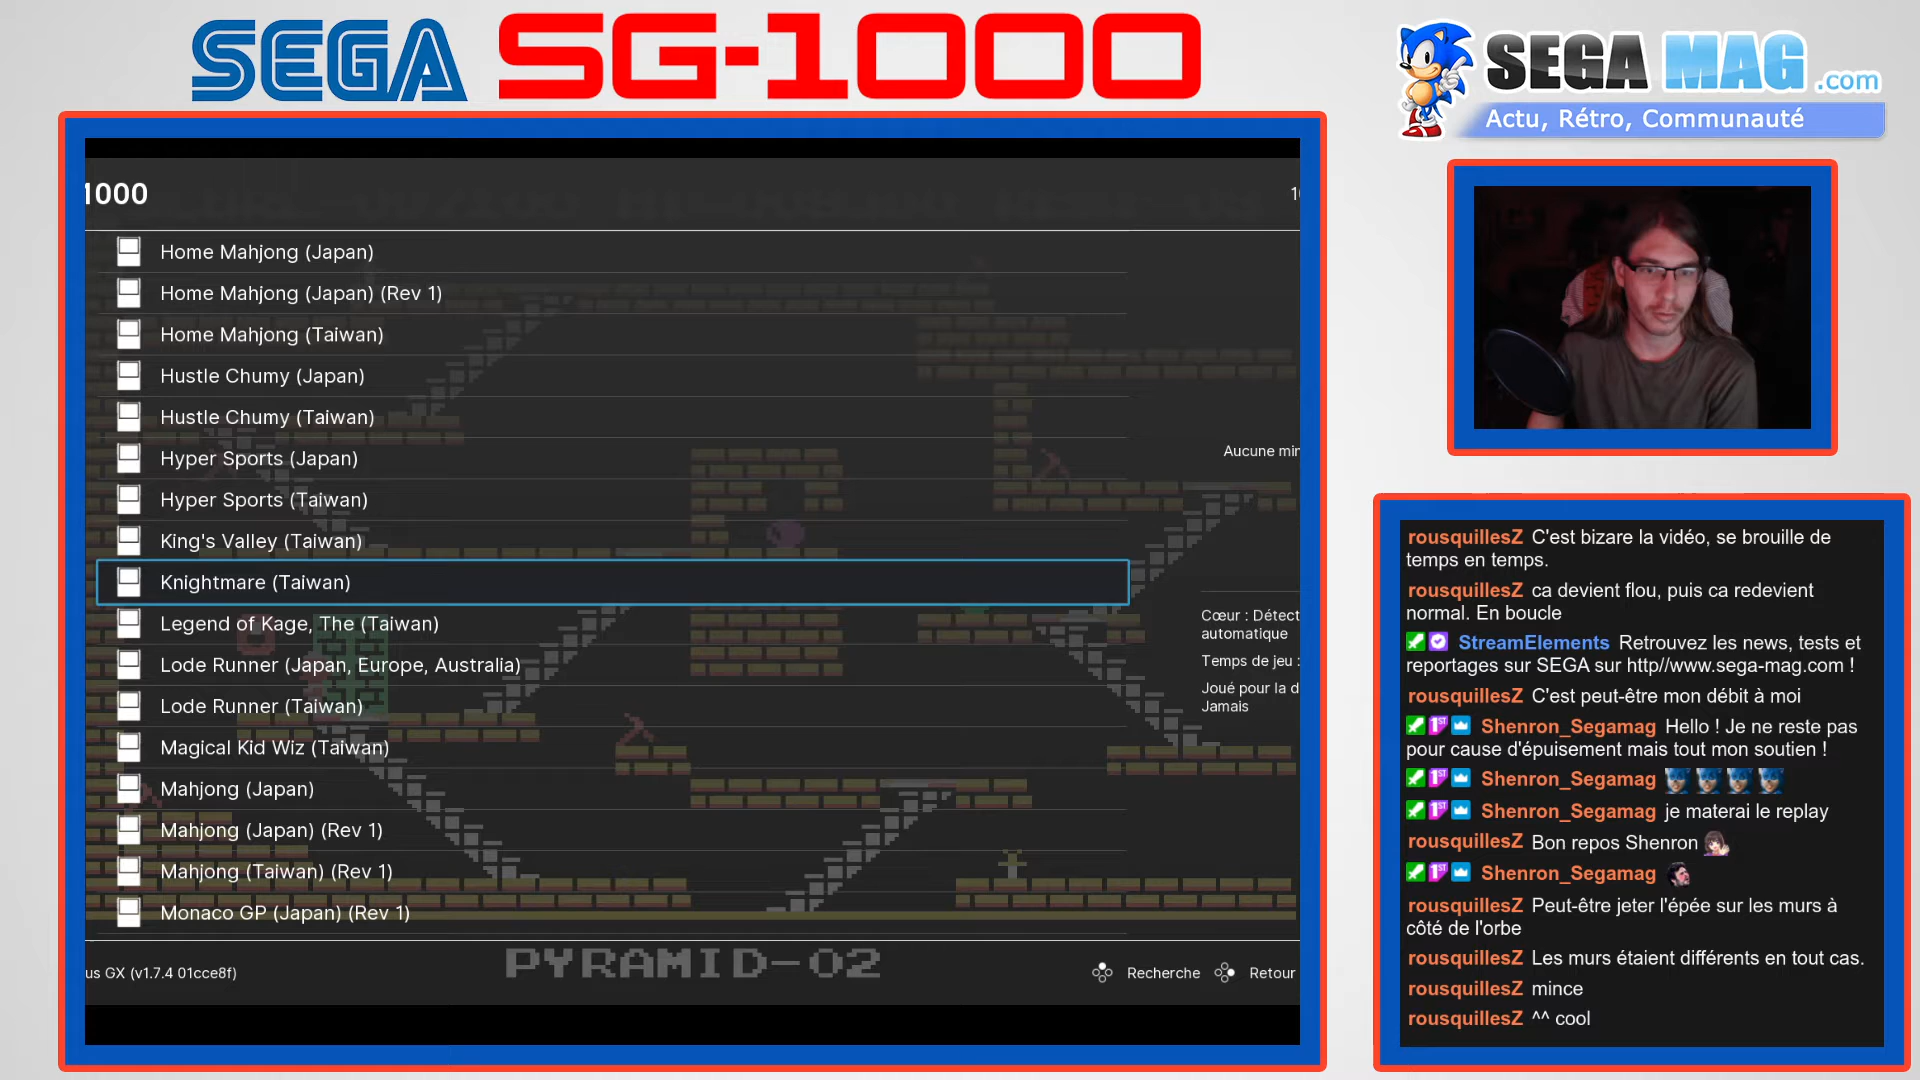 SEGA SG-1000
SEGA MAG .com
Actu, Rétro, Communauté
1000
Home Mahjong (Japan)
Home Mahjong (Japan) (Rev 1)
Home Mahjong (Taiwan)
Hustle Chumy (Japan)
Hustle Chumy (Taiwan)
Hyper Sports (Japan)
Hyper Sports (Taiwan)
King's Valley (Taiwan)
Knightmare (Taiwan)
Legend of Kage, The (Taiwan)
Lode Runner (Japan, Europe, Australia)
Lode Runner (Taiwan)
Magical Kid Wiz (Taiwan)
Mahjong (Japan)
Mahjong (Japan) (Rev 1)
Mahjong (Taiwan) (Rev 1)
Monaco GP (Japan) (Rev 1)
Aucune min
Cœur : Détect
automatique
Temps de jeu :
Joué pour la d
Jamais
us GX (v1.7.4 01cce8f)
PYRAMID-02
Recherche
Retour
rousquillesZ C'est bizare la vidéo, se brouille de
temps en temps.
rousquillesZ ca devient flou, puis ca redevient
normal. En boucle
StreamElements Retrouvez les news, tests et
reportages sur SEGA sur http//www.sega-mag.com !
rousquillesZ C'est peut-être mon débit à moi
1ST Shenron_Segamag Hello ! Je ne reste pas
pour cause d'épuisement mais tout mon soutien !
1ST Shenron_Segamag
1ST Shenron_Segamag je materai le replay
rousquillesZ Bon repos Shenron
1ST Shenron_Segamag
rousquillesZ Peut-être jeter l'épée sur les murs à
côté de l'orbe
rousquillesZ Les murs étaient différents en tout cas.
rousquillesZ mince
rousquillesZ ^^ cool